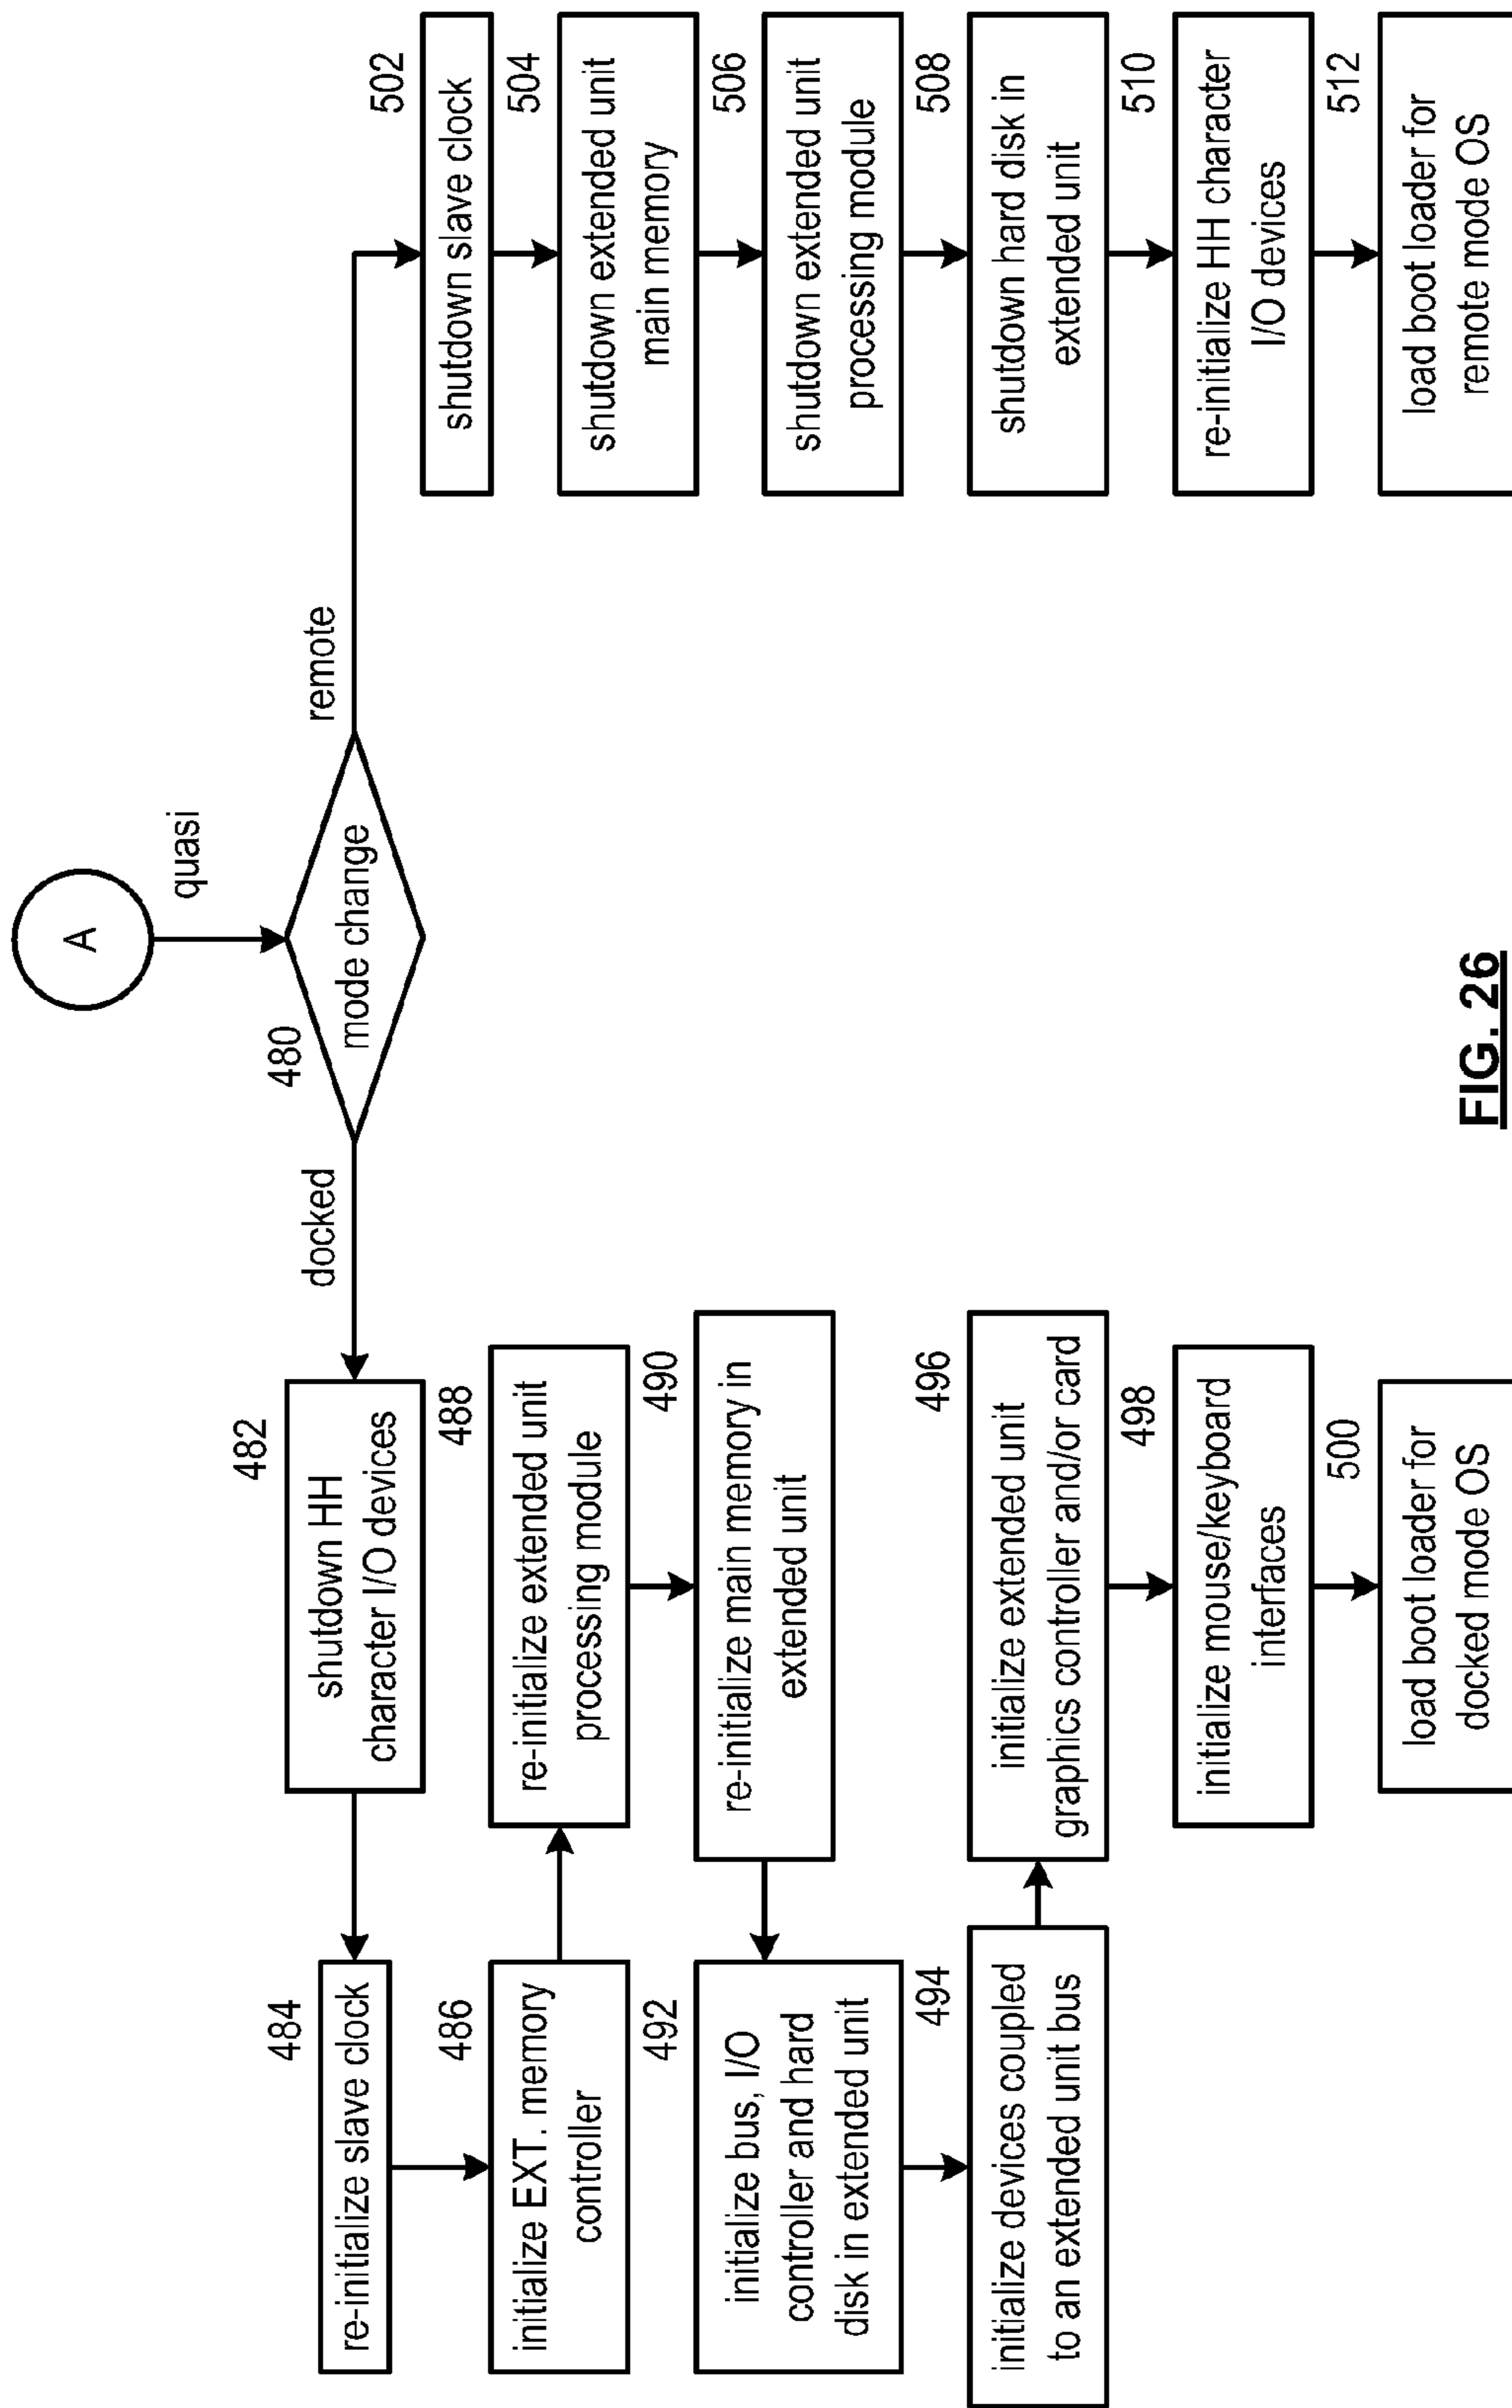 A
quasi
480
mode change
docked
remote
482
shutdown HH
character I/O devices
484
re-initialize slave clock
486
initialize EXT. memory
controller
488
re-initialize extended unit
processing module
490
re-initialize main memory in
extended unit
492
initialize bus, I/O
controller and hard
disk in extended unit
494
initialize devices coupled
to an extended unit bus
496
initialize extended unit
graphics controller and/or card
498
initialize mouse/keyboard
interfaces
500
load boot loader for
docked mode OS
502
shutdown slave clock
504
shutdown extended unit
main memory
506
shutdown extended unit
processing module
508
shutdown hard disk in
extended unit
510
re-initialize HH character
I/O devices
512
load boot loader for
remote mode OS
FIG. 26